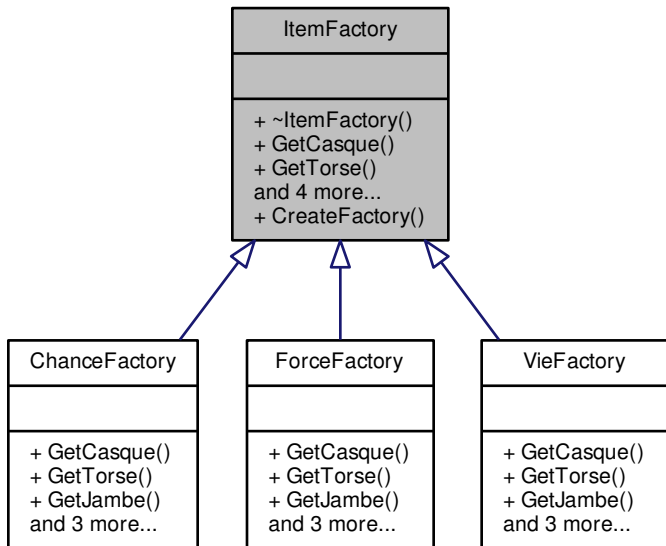 ItemFactory
+ ~ItemFactory()
+ GetCasque()
+ GetTorse()
and 4 more...
+ CreateFactory()
ChanceFactory
+ GetCasque()
+ GetTorse()
+ GetJambe()
and 3 more...
ForceFactory
+ GetCasque()
+ GetTorse()
+ GetJambe()
and 3 more...
VieFactory
+ GetCasque()
+ GetTorse()
+ GetJambe()
and 3 more...